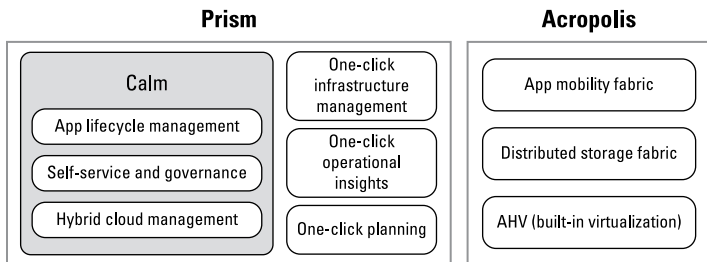 Prism
Calm
App lifecycle management
Self-service and governance
Hybrid cloud management
One-click
infrastructure
management
One-click
operational
insights
One-click planning
Acropolis
App mobility fabric
Distributed storage fabric
AHV (built-in virtualization)